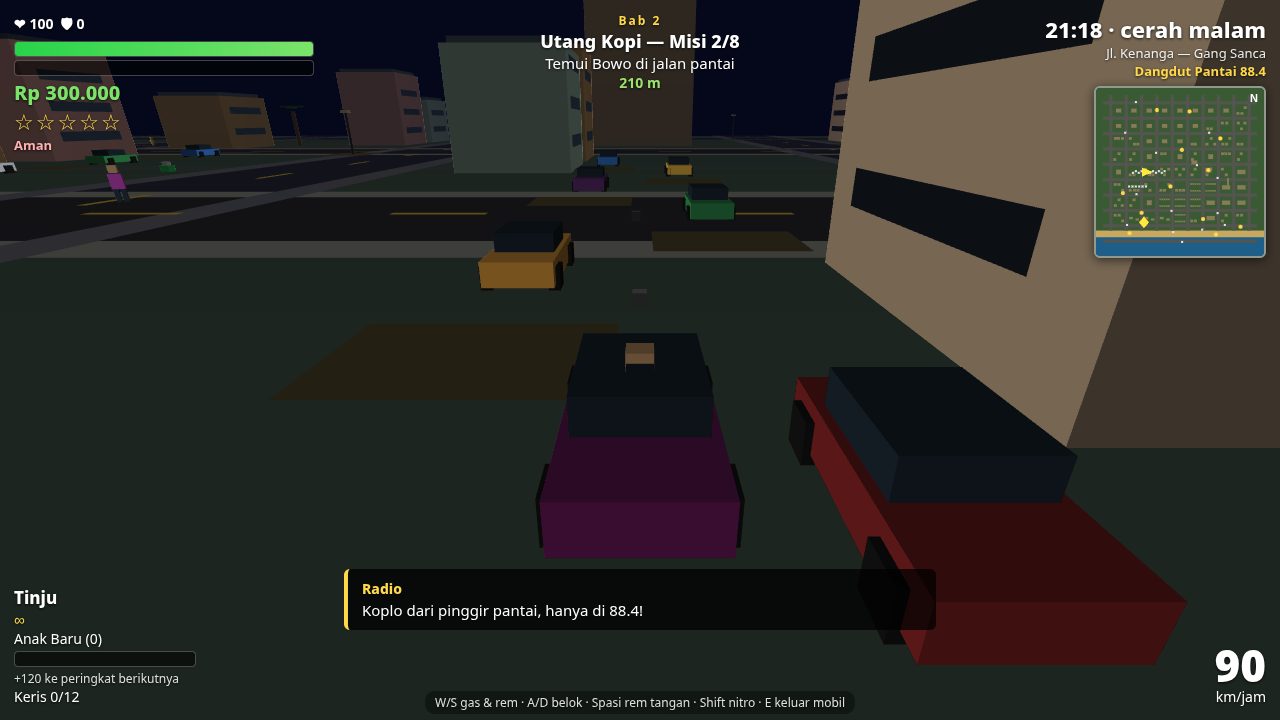 ❤ 100 🛡 0
Rp 300.000
☆☆☆☆☆
Aman
Bab 2
Utang Kopi — Misi 2/8
Temui Bowo di jalan pantai
210 m
21:18 · cerah malam
Jl. Kenanga — Gang Sanca
Dangdut Pantai 88.4
N
Radio
Koplo dari pinggir pantai, hanya di 88.4!
Tinju
∞
Anak Baru (0)
+120 ke peringkat berikutnya
Keris 0/12
W/S gas & rem · A/D belok · Spasi rem tangan · Shift nitro · E keluar mobil
90
km/jam